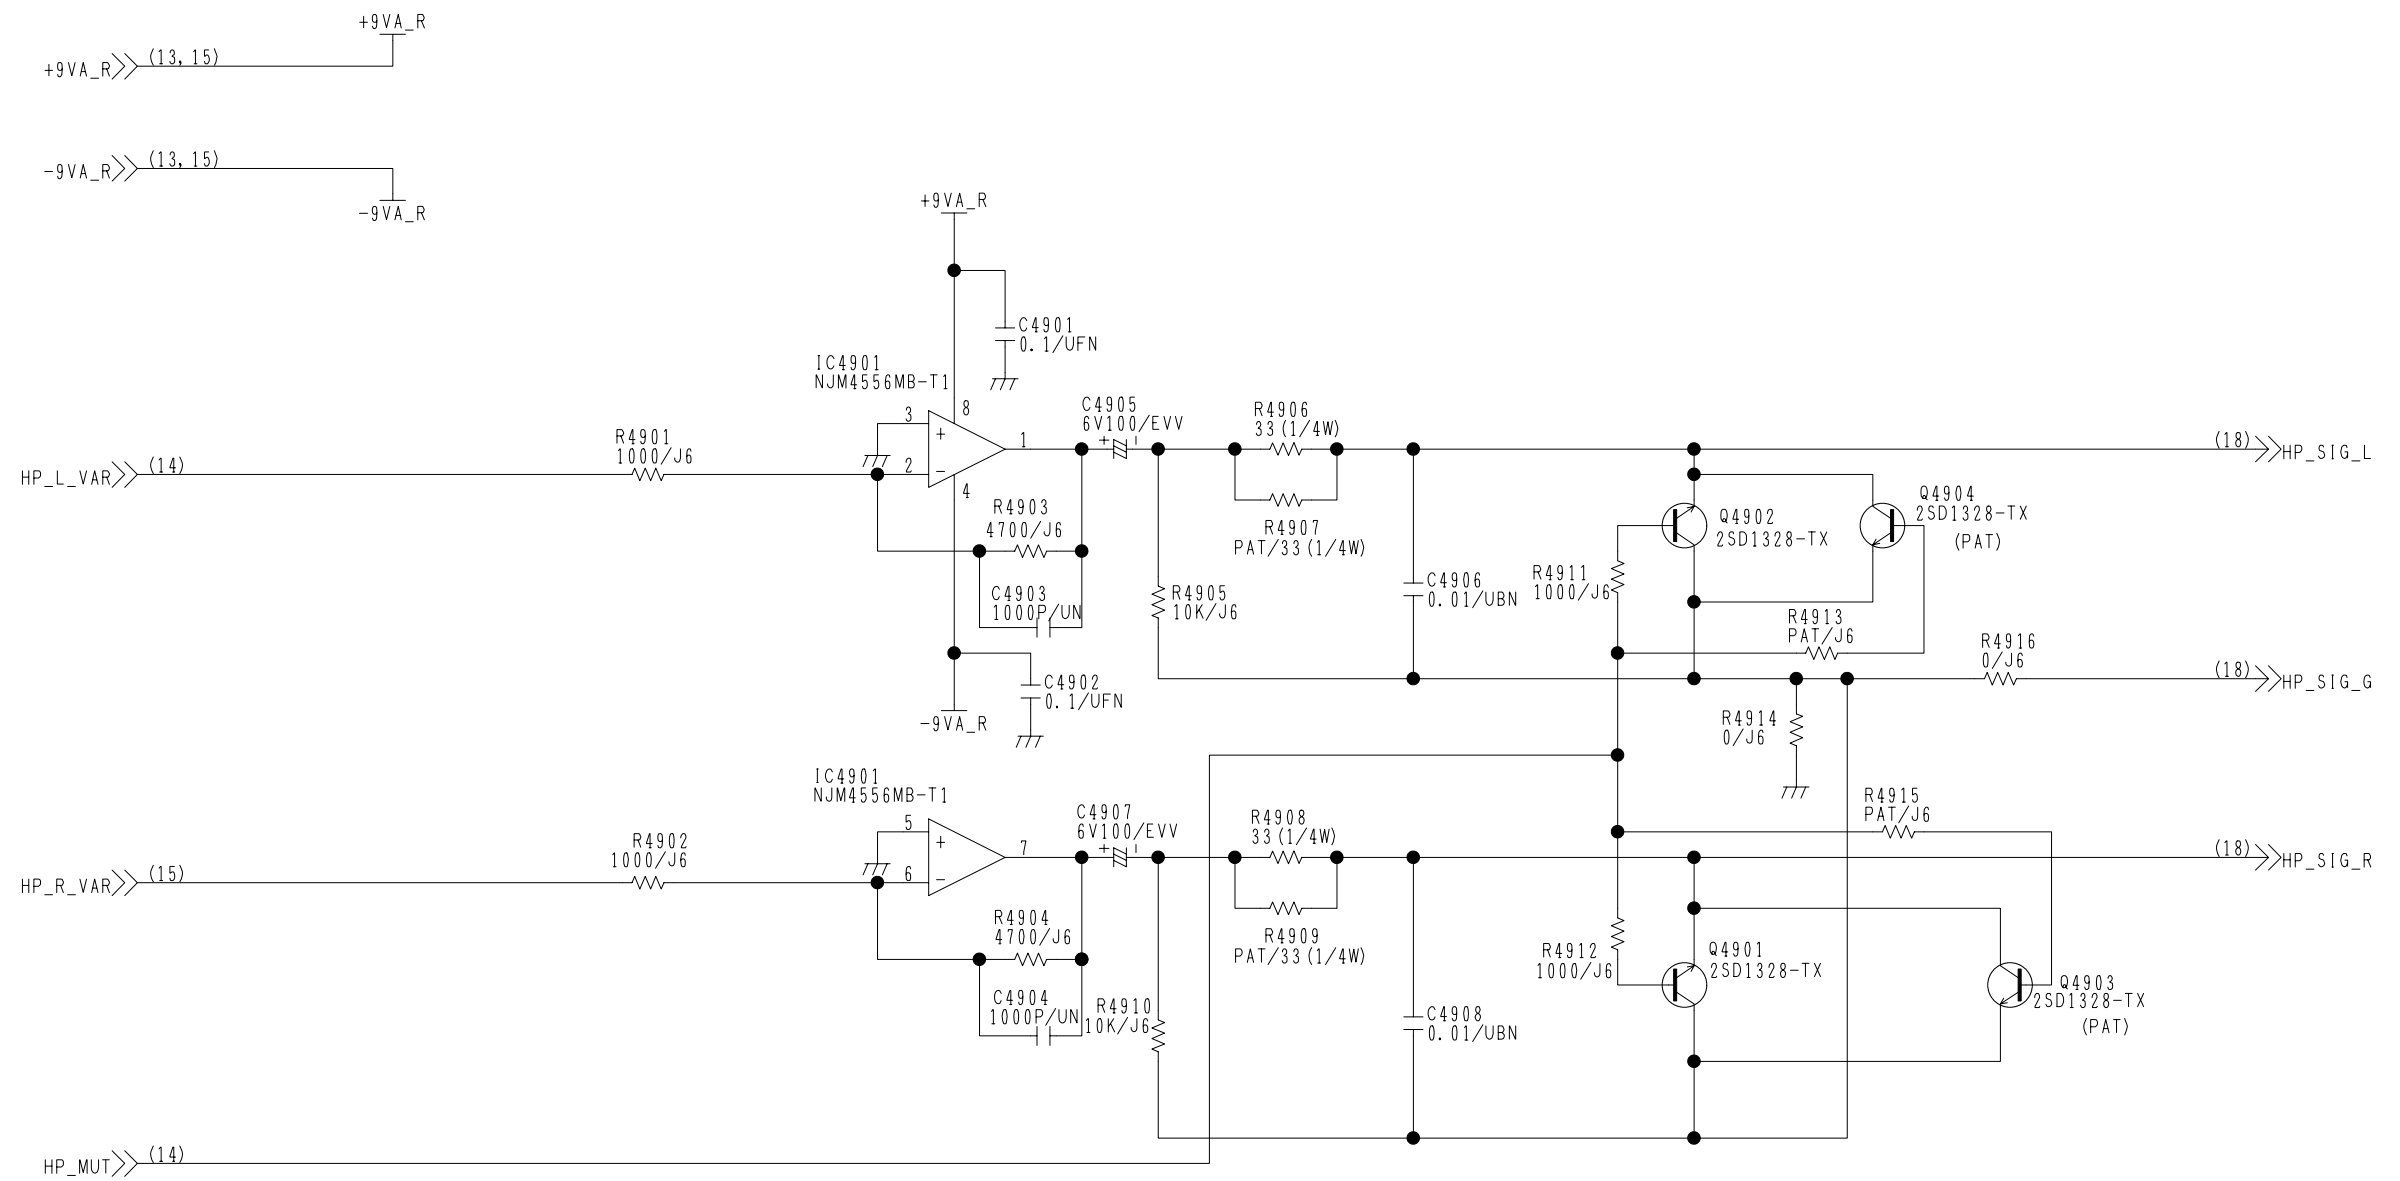 +9VA_R
+9VA_R
(13,15)
-9VA_R
(13,15)
-9VA_R
+9VA_R
C4901
0.1/UFN
IC4901
NJM4556MB-T1
3
8
+
1
2
-
4
C4905
6V100/EVV
+
R4906
33(1/4W)
R4907
PAT/33(1/4W)
R4901
1000/J6
HP_L_VAR
(14)
(18)
HP_SIG_L
R4903
4700/J6
C4903
1000P/UN
R4905
10K/J6
C4906
0.01/UBN
Q4902
2SD1328-TX
Q4904
2SD1328-TX
(PAT)
R4911
1000/J6
R4913
PAT/J6
R4916
0/J6
(18)
HP_SIG_G
C4902
0.1/UFN
-9VA_R
R4914
0/J6
IC4901
NJM4556MB-T1
5
+
7
6
-
C4907
6V100/EVV
+
R4908
33(1/4W)
R4909
PAT/33(1/4W)
R4915
PAT/J6
R4902
1000/J6
HP_R_VAR
(15)
(18)
HP_SIG_R
R4904
4700/J6
C4904
1000P/UN
R4910
10K/J6
C4908
0.01/UBN
R4912
1000/J6
Q4901
2SD1328-TX
Q4903
2SD1328-TX
(PAT)
HP_MUT
(14)